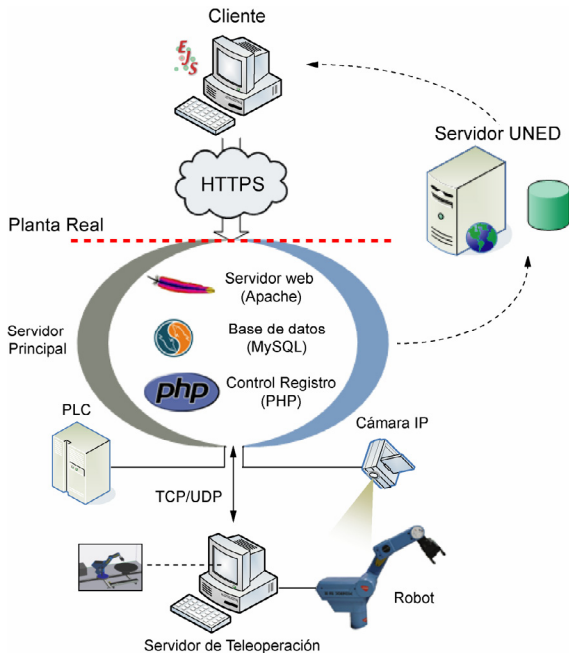 Cliente
EJS
Servidor UNED
HTTPS
Planta Real
Servidor web
(Apache)
Servidor
Principal
Base de datos
(MySQL)
php
Control Registro
(PHP)
PLC
Cámara IP
TCP/UDP
Robot
Servidor de Teleoperación